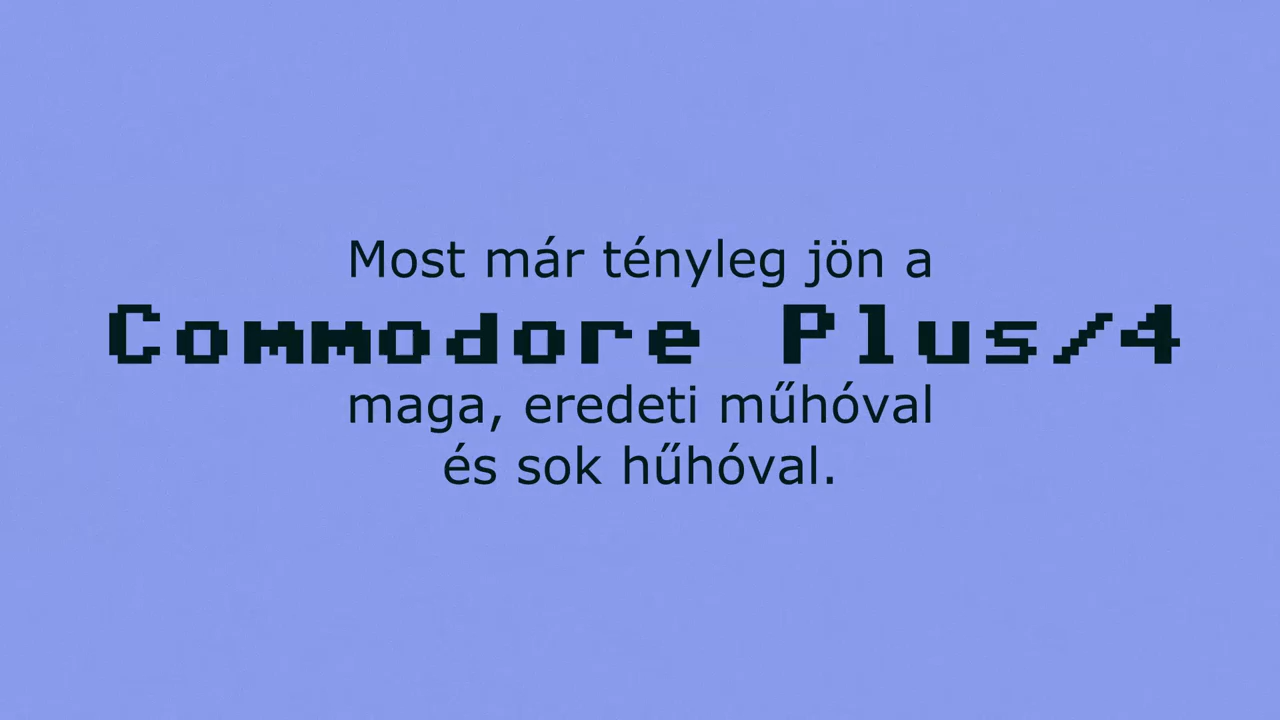 Most már tényleg jön a
Commodore Plus/4
maga, eredeti műhóval
és sok hűhóval.